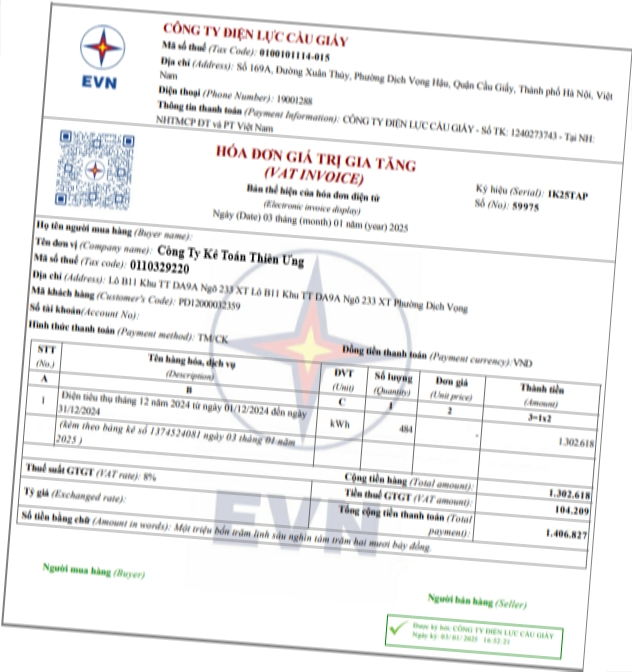 EVN
CÔNG TY ĐIỆN LỰC CẦU GIẤY
Mã số thuế (Tax Code): 0100101114-015
Địa chỉ (Address): Số 169A, Đường Xuân Thủy, Phường Dịch Vọng Hậu, Quận Cầu Giấy, Thành phố Hà Nội, Việt
Nam
Điện thoại (Phone Number): 19001288
Thông tin thanh toán (Payment Information): CÔNG TY ĐIỆN LỰC CẦU GIẤY - Số TK: 1240273743 - Tại NH:
NHTMCP ĐT và PT Việt Nam
HÓA ĐƠN GIÁ TRỊ GIA TĂNG
(VAT INVOICE)
Bản thể hiện của hóa đơn điện tử
(Electronic invoice display)
Ngày (Date) 03 tháng (month) 01 năm (year) 2025
Ký hiệu (Serial): 1K25TAP
Số (No): 59975
Họ tên người mua hàng (Buyer name):
Tên đơn vị (Company name): Công Ty Kế Toán Thiên Ưng
Mã số thuế (Tax code): 0110329220
Địa chỉ (Address): Lô B11 Khu TT DA9A Ngõ 233 XT Lô B11 Khu TT DA9A Ngõ 233 XT Phường Dịch Vọng
Mã khách hàng (Customer's Code): PD12000032359
Số tài khoản(Account No):
Hình thức thanh toán (Payment method): TM/CK
Đồng tiền thanh toán (Payment currency):VND
STT Tên hàng hóa, dịch vụ ĐVT Số lượng Đơn giá Thành tiền
(No.) (Description) (Unit) (Quantity) (Unit price) (Amount)
A B C 1 2 3=1x2
1 Điện tiêu thụ tháng 12 năm 2024 từ ngày 01/12/2024 đến ngày
31/12/2024 kWh 484 - 1.302.618
(kèm theo bảng kê số 1374524081 ngày 03 tháng 01 năm
2025 )
Cộng tiền hàng (Total amount): 1.302.618
Thuế suất GTGT (VAT rate): 8% Tiền thuế GTGT (VAT amount): 104.209
Tỷ giá (Exchanged rate): Tổng cộng tiền thanh toán (Total
payment): 1.406.827
Số tiền bằng chữ (Amount in words): Một triệu bốn trăm linh sáu nghìn tám trăm hai mươi bảy đồng.
EVN
Người mua hàng (Buyer)
Người bán hàng (Seller)
Được ký bởi: CÔNG TY ĐIỆN LỰC CẦU GIẤY
Ngày ký: 03/01/2025 16:52:21